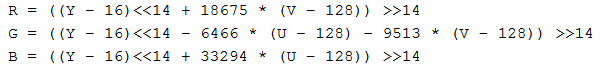 R = ((Y - 16)<<14 + 18675 * (V - 128)) >>14
G = ((Y - 16)<<14 - 6466 * (U - 128) - 9513 * (V - 128)) >>14
B = ((Y - 16)<<14 + 33294 * (U - 128)) >>14